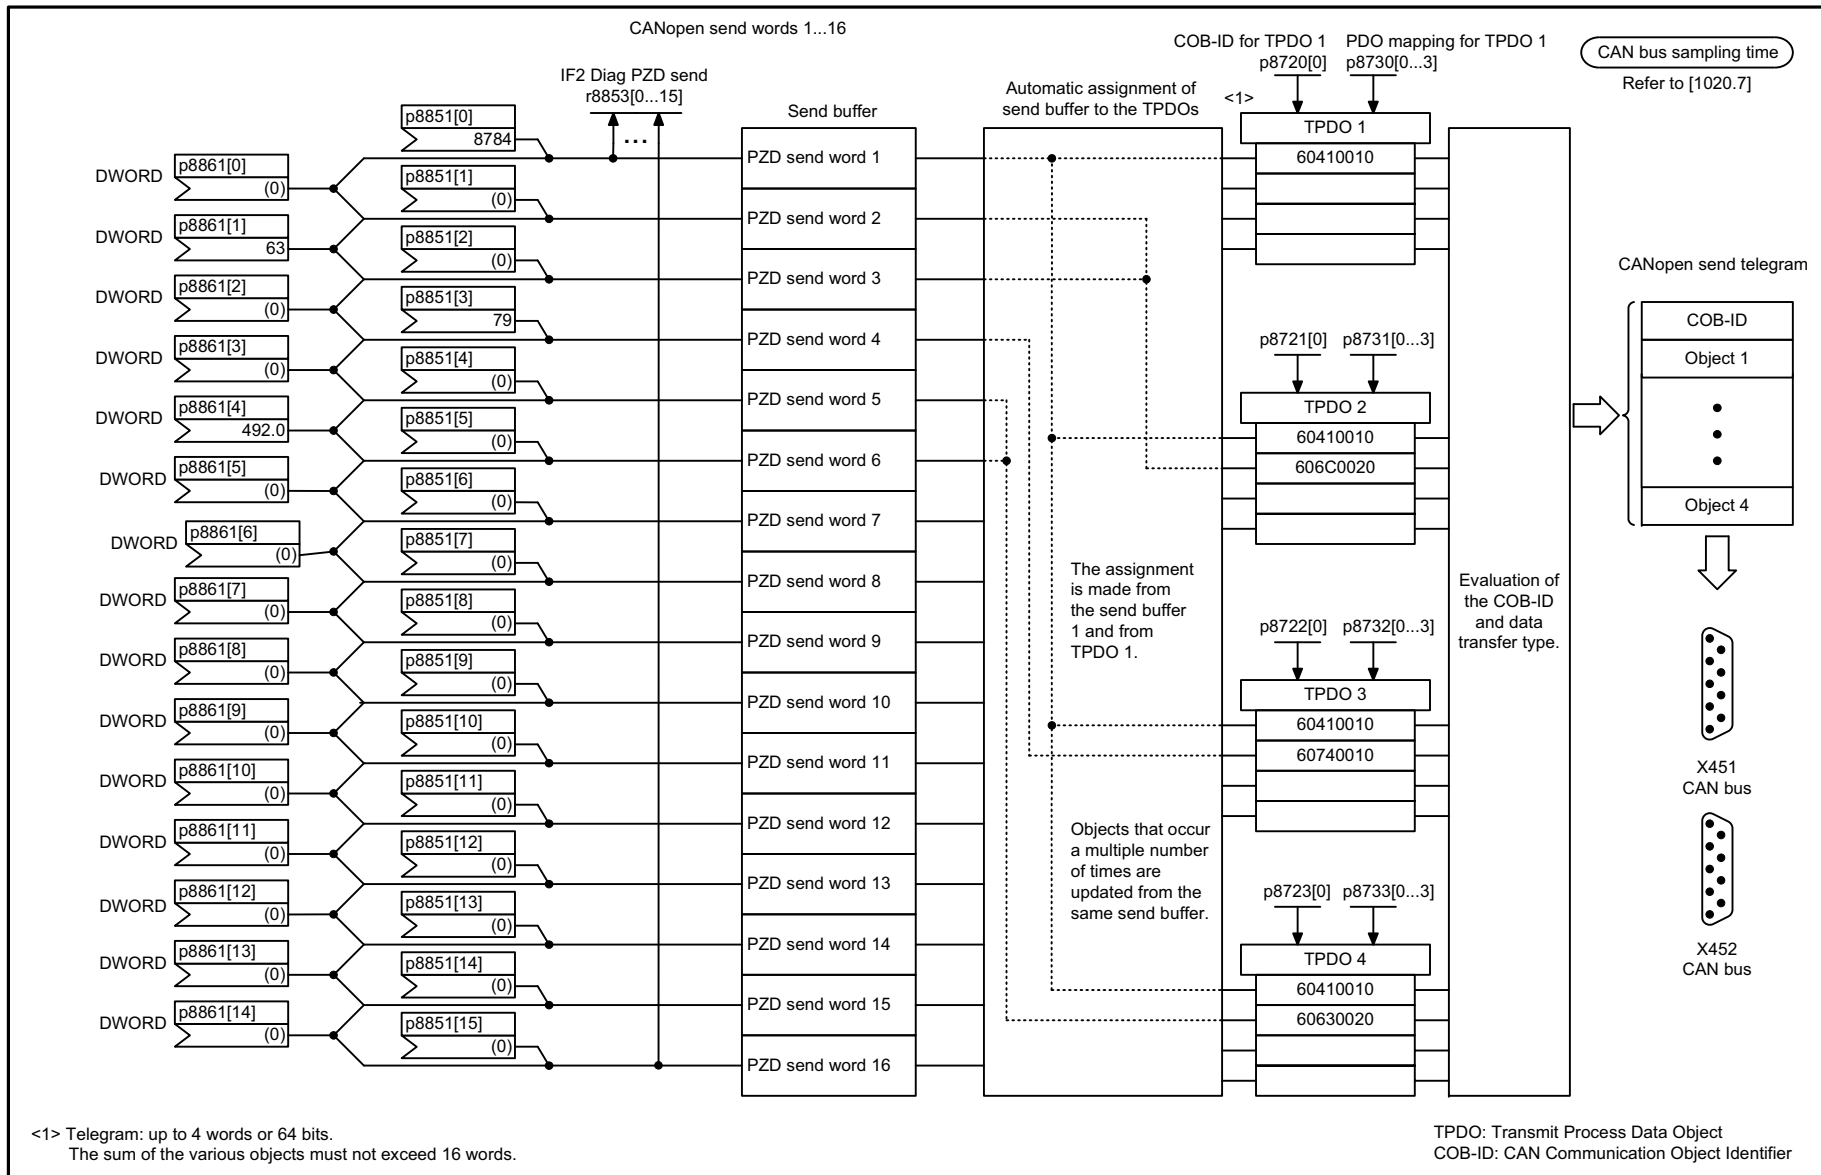 CANopen send words 1...16
IF2 Diag PZD send
r8853[0...15]
...
Send buffer
Automatic assignment of
send buffer to the TPDOs
COB-ID for TPDO 1
p8720[0]
PDO mapping for TPDO 1
p8730[0...3]
<1>
CAN bus sampling time
Refer to [1020.7]
DWORD
p8861[0]
(0)
DWORD
p8861[1]
63
DWORD
p8861[2]
(0)
DWORD
p8861[3]
(0)
DWORD
p8861[4]
492.0
DWORD
p8861[5]
(0)
DWORD
p8861[6]
(0)
DWORD
p8861[7]
(0)
DWORD
p8861[8]
(0)
DWORD
p8861[9]
(0)
DWORD
p8861[10]
(0)
DWORD
p8861[11]
(0)
DWORD
p8861[12]
(0)
DWORD
p8861[13]
(0)
DWORD
p8861[14]
(0)
p8851[0]
8784
p8851[1]
(0)
p8851[2]
(0)
p8851[3]
79
p8851[4]
(0)
p8851[5]
(0)
p8851[6]
(0)
p8851[7]
(0)
p8851[8]
(0)
p8851[9]
(0)
p8851[10]
(0)
p8851[11]
(0)
p8851[12]
(0)
p8851[13]
(0)
p8851[14]
(0)
p8851[15]
(0)
PZD send word 1
PZD send word 2
PZD send word 3
PZD send word 4
PZD send word 5
PZD send word 6
PZD send word 7
PZD send word 8
PZD send word 9
PZD send word 10
PZD send word 11
PZD send word 12
PZD send word 13
PZD send word 14
PZD send word 15
PZD send word 16
The assignment
is made from
the send buffer
1 and from
TPDO 1.
Objects that occur
a multiple number
of times are
updated from the
same send buffer.
TPDO 1
60410010
p8721[0]
p8731[0...3]
TPDO 2
60410010
606C0020
p8722[0]
p8732[0...3]
TPDO 3
60410010
60740010
p8723[0]
p8733[0...3]
TPDO 4
60410010
60630020
Evaluation of
the COB-ID
and data
transfer type.
CANopen send telegram
COB-ID
Object 1
Object 4
X451
CAN bus
X452
CAN bus
<1> Telegram: up to 4 words or 64 bits.
The sum of the various objects must not exceed 16 words.
TPDO: Transmit Process Data Object
COB-ID: CAN Communication Object Identifier